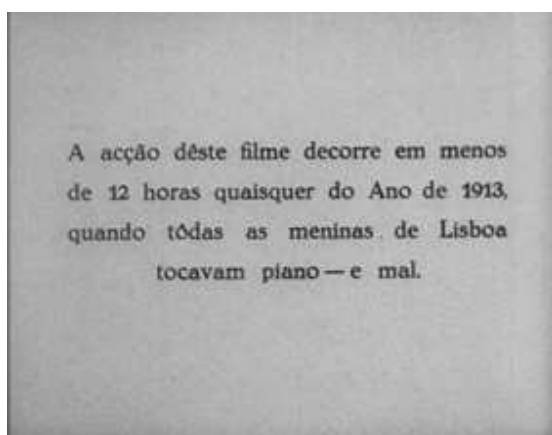 A acção dêste filme decorre em menos
de 12 horas quaisquer do Ano de 1913,
quando tôdas as meninas de Lisboa
tocavam piano — e mal.